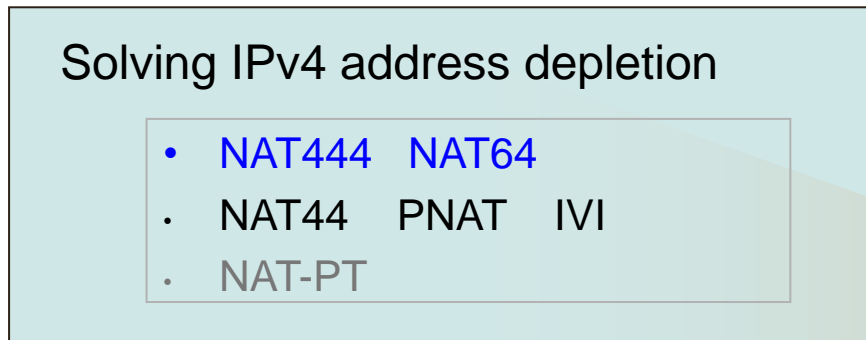 Solving IPv4 address depletion
• NAT444 NAT64
• NAT44 PNAT IVI
• NAT-PT